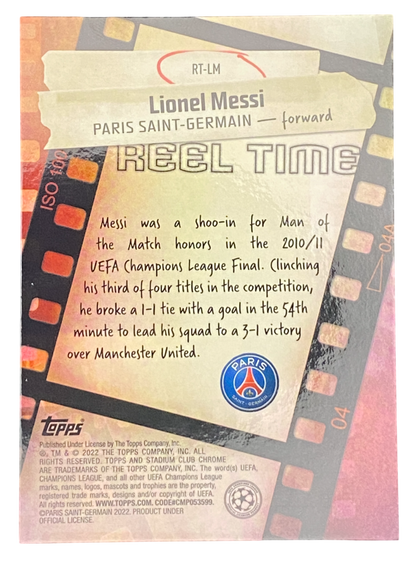 RT-LM
Lionel Messi
PARIS SAINT-GERMAIN — forward
REEL TIME
ISO 100
Messi was a shoo-in for Man of
the Match honors in the 2010/11
UEFA Champions League Final. Clinching
his third of four titles in the competition,
he broke a 1-1 tie with a goal in the 54th
minute to lead his squad to a 3-1 victory
over Manchester United.
04A
04
PARIS
SAINT-GERMAIN
Topps
Published Under License by The Topps Company, Inc.
®, TM & © 2022 THE TOPPS COMPANY, INC. ALL
RIGHTS RESERVED. TOPPS AND STADIUM CLUB CHROME
ARE TRADEMARKS OF THE TOPPS COMPANY, INC. The word(s) UEFA,
CHAMPIONS LEAGUE, and all other UEFA Champions League
marks, names, logos, mascots and trophies are the property,
registered trade marks, designs and/or copyright of UEFA.
All rights reserved. WWW.TOPPS.COM. CODE#CMP053599.
©PARIS SAINT-GERMAIN 2022. PRODUCT UNDER
OFFICIAL LICENSE.